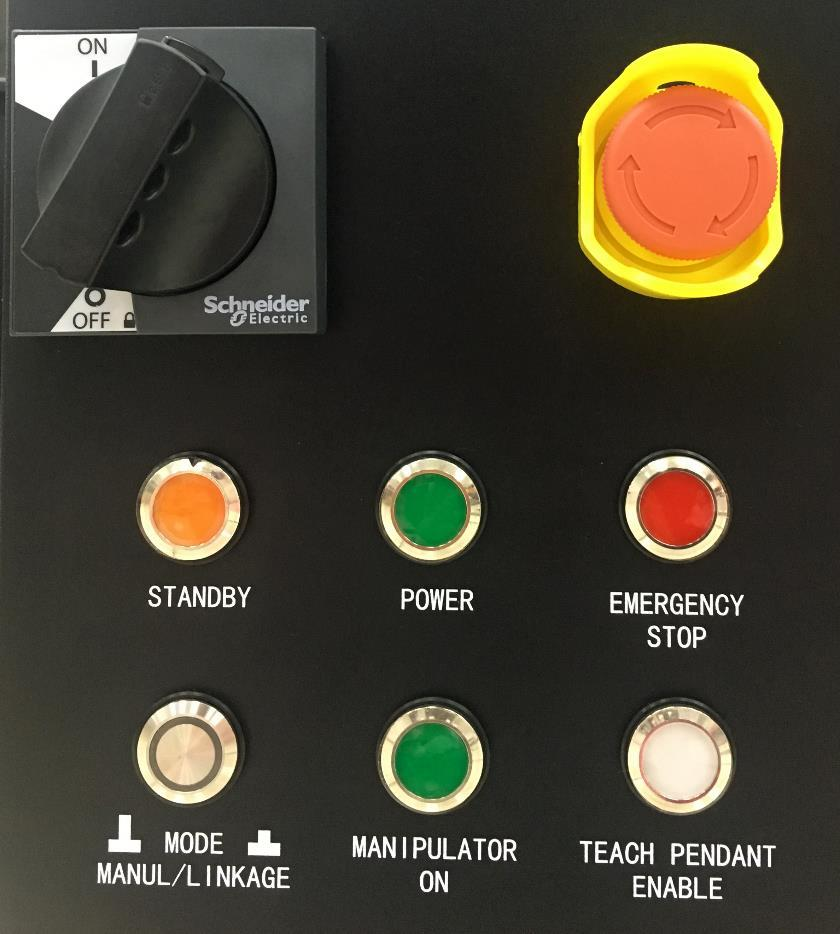 ON
OFF
Schneider
Electric
STANDBY
POWER
EMERGENCY
STOP
MODE
MANUL/LINKAGE
MANIPULATOR
ON
TEACH PENDANT
ENABLE